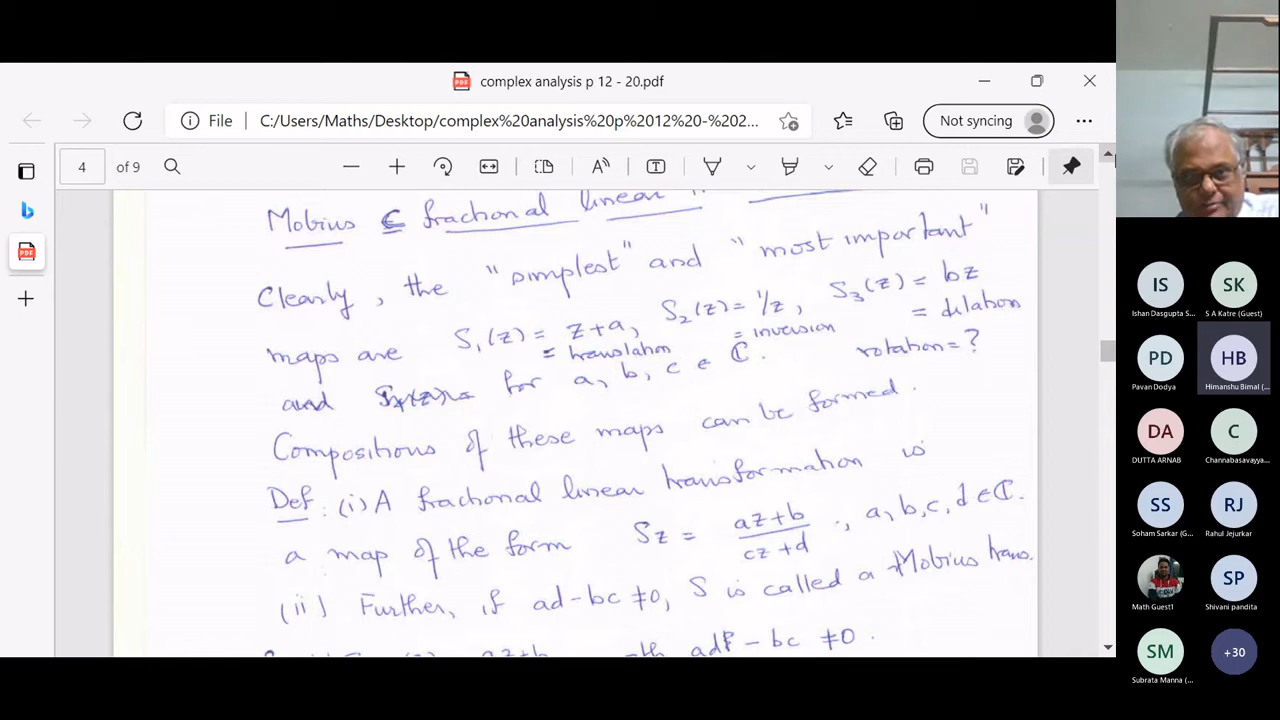 complex analysis p 12 - 20.pdf
File C:/Users/Maths/Desktop/complex%20analysis%20p%2012%20-%202... Not syncing
4 of 9
Mobius & fractional linear
Clearly, the "simplest" and "most important"
maps are S₁(z) = z+a, S₂(z) = 1/z, S₃(z) = bz
= translation = inversion = dilation
and for a, b, c ∈ ℂ. rotation = ?
Compositions of these maps can be formed.
Def: (i) A fractional linear transformation is
a map of the form Sz = az+b / cz+d , a, b, c, d ∈ ℂ.
(ii) Further, if ad-bc ≠0, S is called a Mobius trans.
az+b ad - bc ≠0.
IS
Ishan Dasgupta S...
SK
S A Katre (Guest)
PD
Pavan Dodya
HB
Himanshu Bimal (...
DA
DUTTA ARNAB
C
Channabasavayya...
SS
Soham Sarkar (G...
RJ
Rahul Jejurkar
Math Guest1
SP
Shivani pandita
SM
Subrata Manna (...
+30